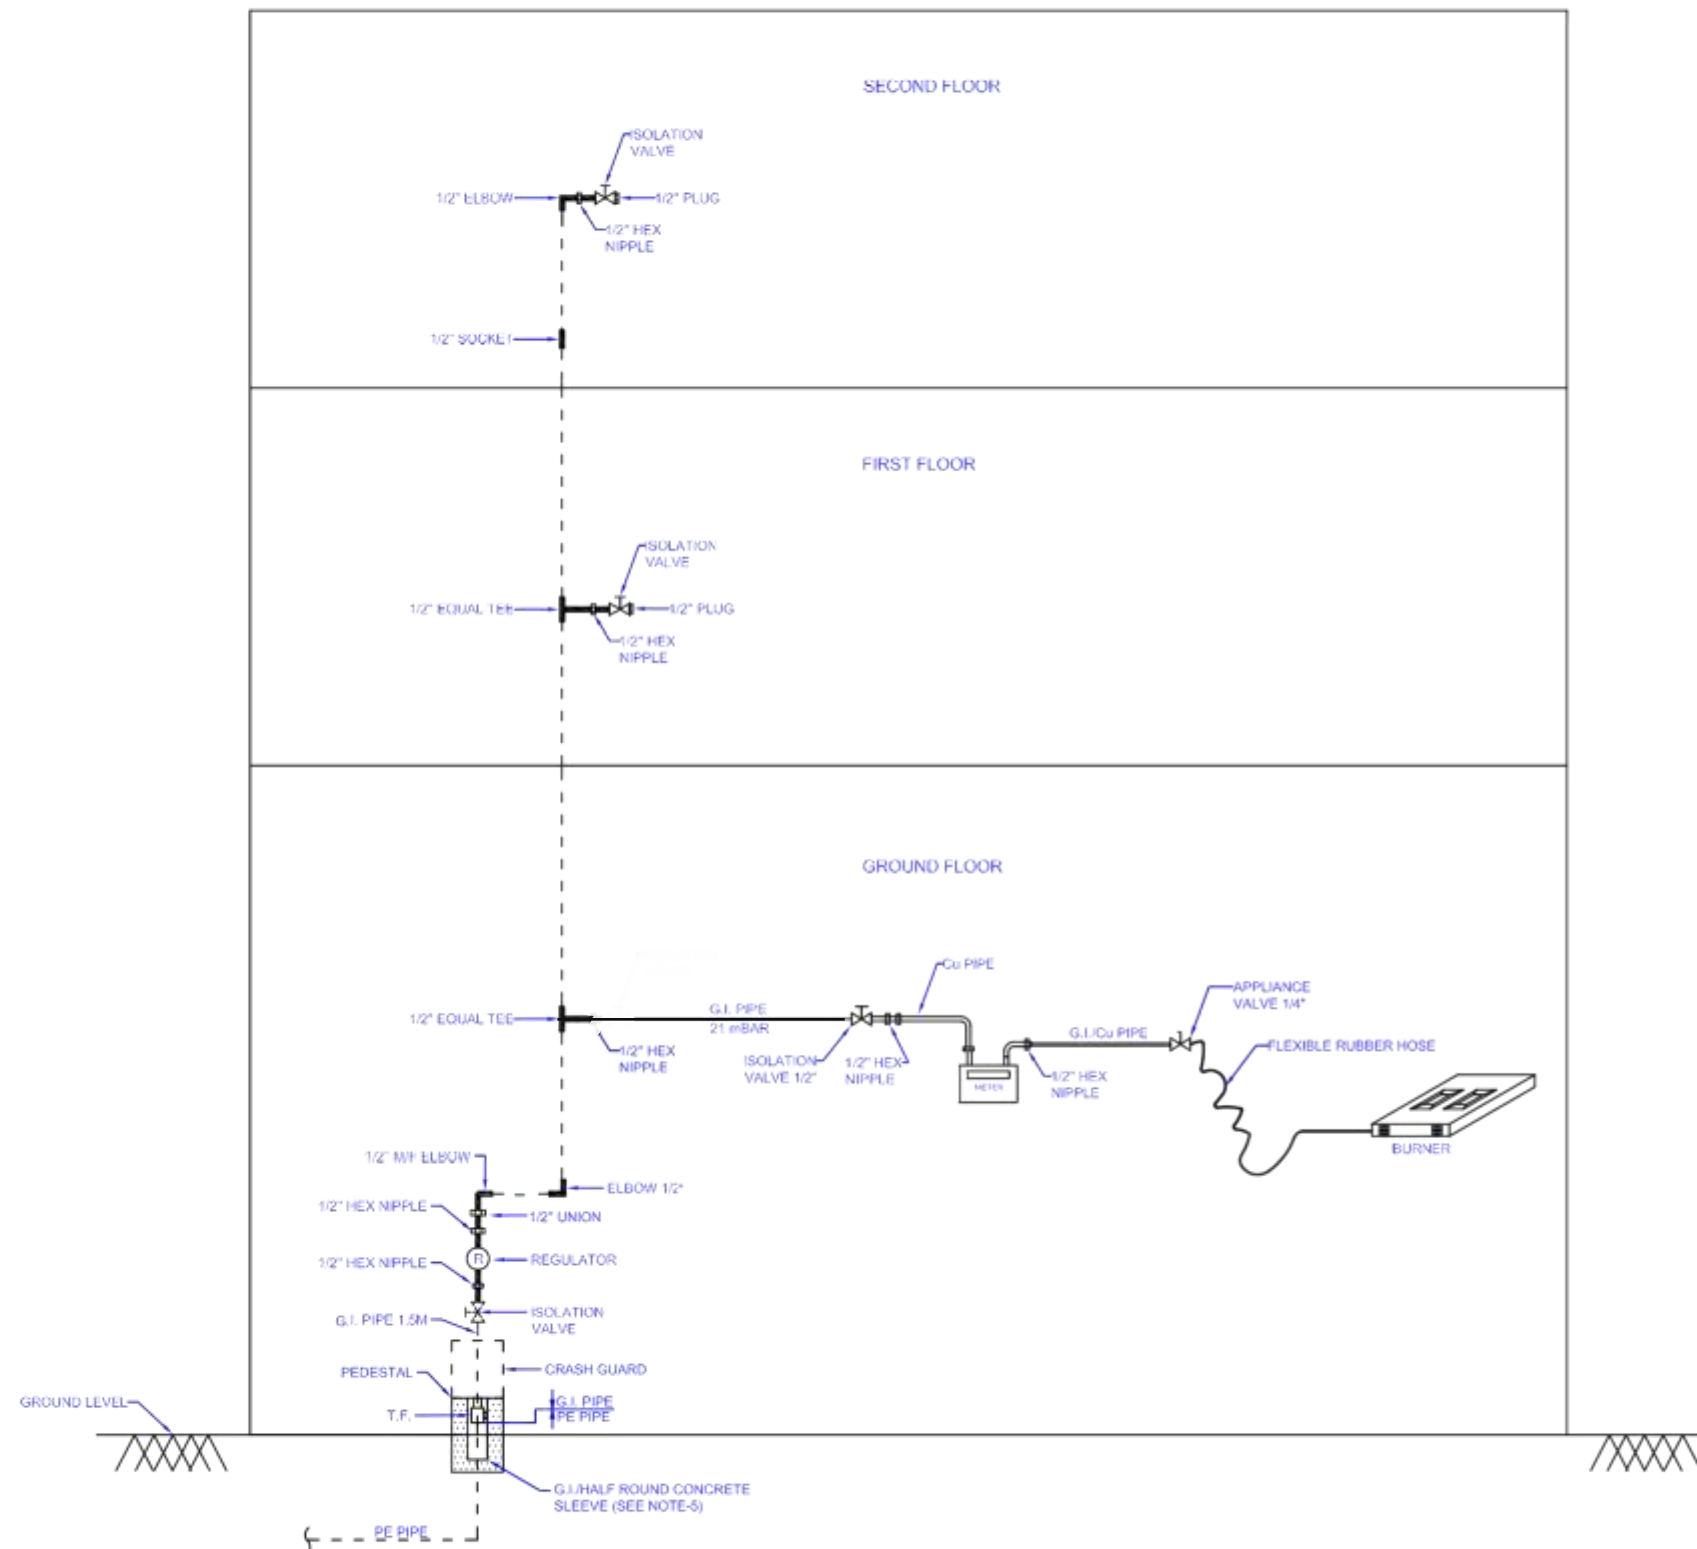 SECOND FLOOR
ISOLATION
VALVE
1/2" ELBOW
1/2" PLUG
1/2" HEX
NIPPLE
1/2" SOCKET
FIRST FLOOR
ISOLATION
VALVE
1/2" EQUAL TEE
1/2" PLUG
1/2" HEX
NIPPLE
GROUND FLOOR
Cu PIPE
APPLIANCE
VALVE 1/4"
G.I. PIPE
21 mBAR
1/2" EQUAL TEE
G.I./Cu PIPE
FLEXIBLE RUBBER HOSE
1/2" HEX
NIPPLE
ISOLATION
VALVE 1/2"
1/2" HEX
NIPPLE
METER
1/2" HEX
NIPPLE
BURNER
1/2" M/F ELBOW
ELBOW 1/2"
1/2" HEX NIPPLE
1/2" UNION
R
REGULATOR
1/2" HEX NIPPLE
ISOLATION
VALVE
G.I. PIPE 1.5M
PEDESTAL
CRASH GUARD
GROUND LEVEL
T.F.
G.I. PIPE
PE PIPE
G.I./HALF ROUND CONCRETE
SLEEVE (SEE NOTE-5)
PE PIPE